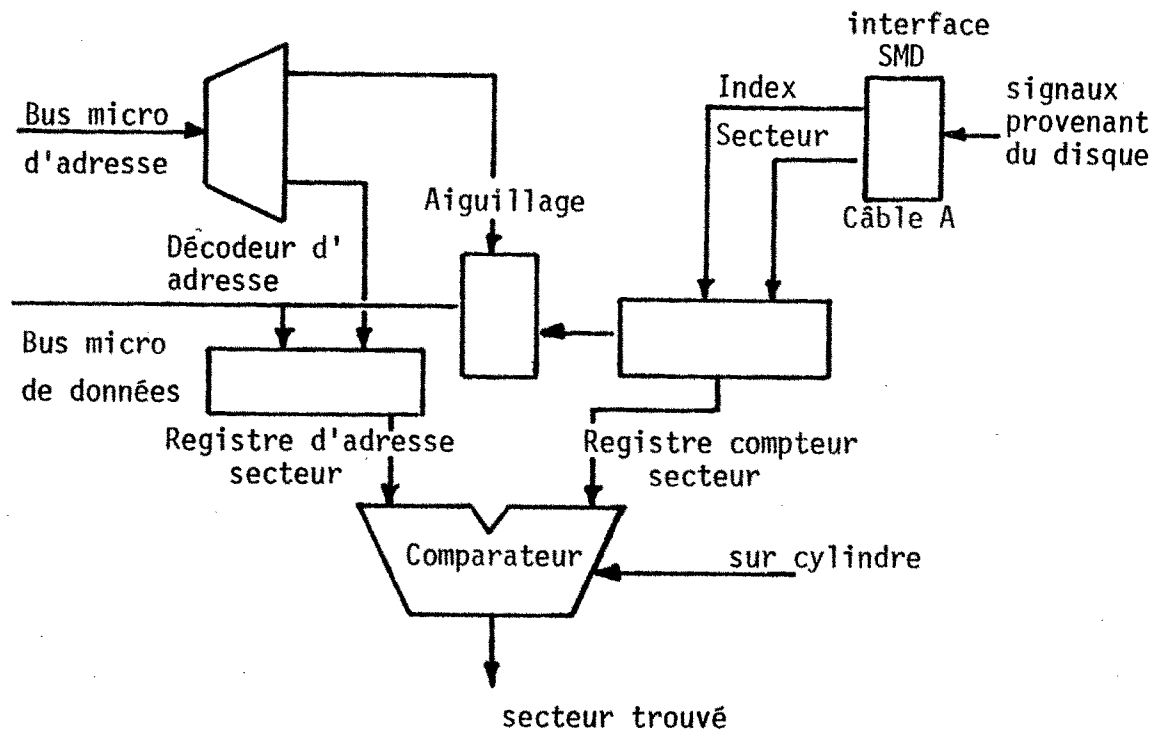 interface
SMD
Index
signaux
provenant
du disque
Bus micro
d'adresse
Secteur
Aiguillage
Câble A
Décodeur d'
adresse
Bus micro
de données
Registre d'adresse
secteur
Registre compteur
secteur
Comparateur
sur cylindre
secteur trouvé